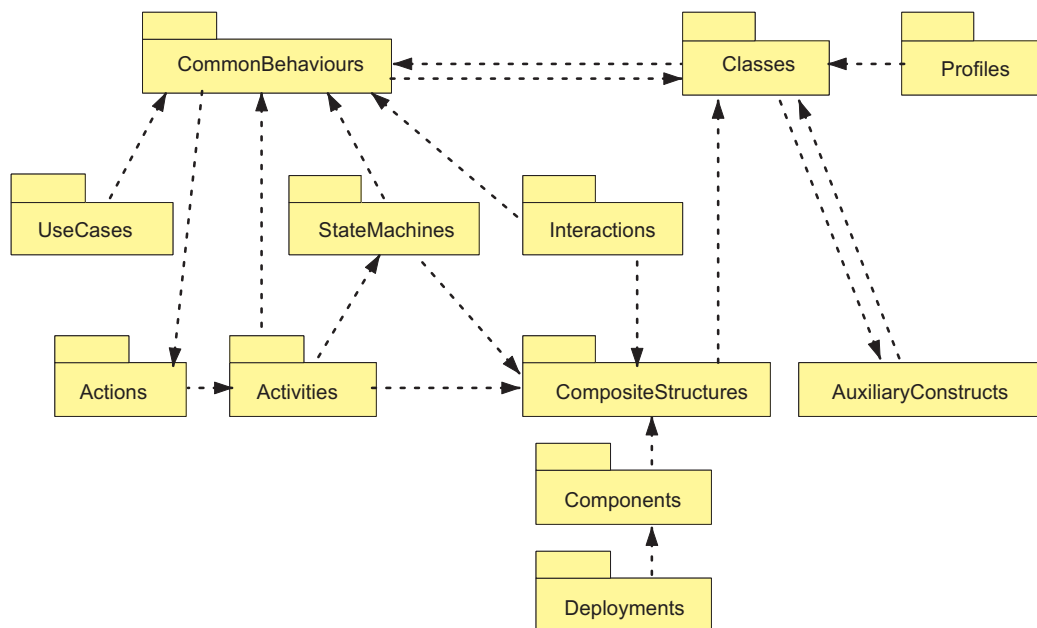 CommonBehaviours
Classes
Profiles
UseCases
StateMachines
Interactions
Actions
Activities
CompositeStructures
AuxiliaryConstructs
Components
Deployments